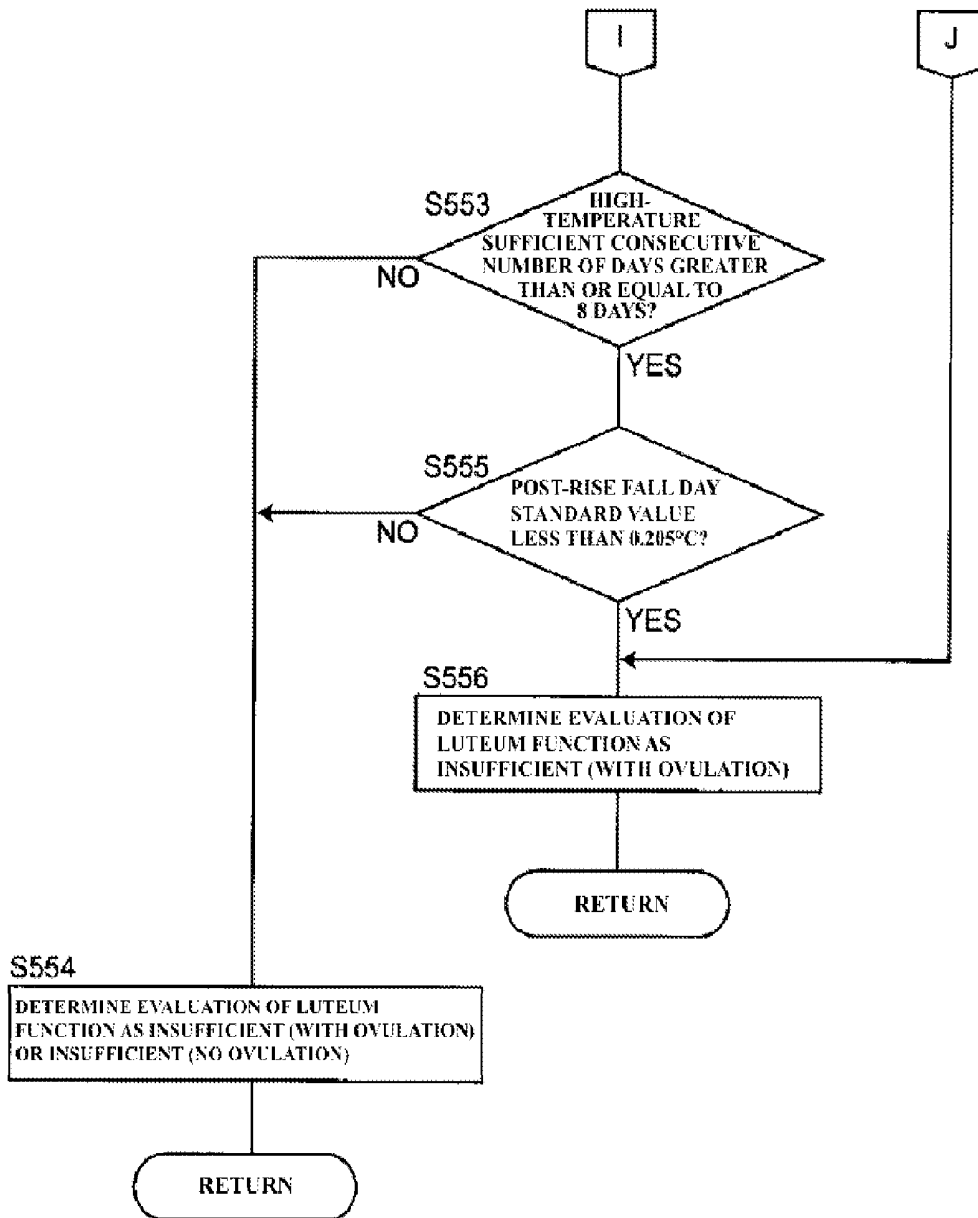 I
J
S553
HIGH-
TEMPERATURE
SUFFICIENT CONSECUTIVE
NUMBER OF DAYS GREATER
THAN OR EQUAL TO
8 DAYS?
NO
YES
S555
POST-RISE FALL DAY
STANDARD VALUE
LESS THAN 0.205°C?
NO
YES
S556
DETERMINE EVALUATION OF
LUTEUM FUNCTION AS
INSUFFICIENT (WITH OVULATION)
RETURN
S554
DETERMINE EVALUATION OF LUTEUM
FUNCTION AS INSUFFICIENT (WITH OVULATION)
OR INSUFFICIENT (NO OVULATION)
RETURN